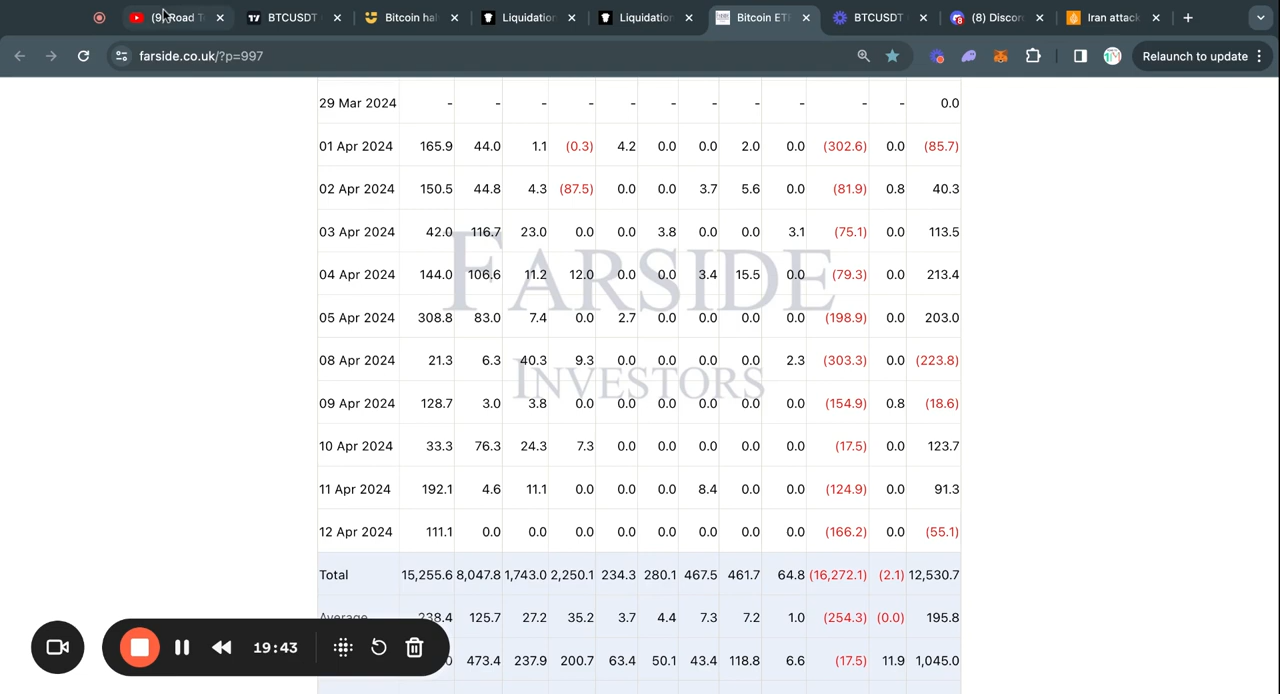 (9) Road T
BTCUSDT
Bitcoin hal
Liquidation
Liquidation
Bitcoin ETF
BTCUSDT
(8) Discor
Iran attack
farside.co.uk/?p=997
Relaunch to update
29 Mar 2024 - - - - - - - - - - - 0.0
01 Apr 2024 165.9 44.0 1.1 (0.3) 4.2 0.0 0.0 2.0 0.0 (302.6) 0.0 (85.7)
02 Apr 2024 150.5 44.8 4.3 (87.5) 0.0 0.0 3.7 5.6 0.0 (81.9) 0.8 40.3
03 Apr 2024 42.0 116.7 23.0 0.0 0.0 3.8 0.0 0.0 3.1 (75.1) 0.0 113.5
04 Apr 2024 144.0 106.6 11.2 12.0 0.0 0.0 3.4 15.5 0.0 (79.3) 0.0 213.4
FARSIDE
05 Apr 2024 308.8 83.0 7.4 0.0 2.7 0.0 0.0 0.0 0.0 (198.9) 0.0 203.0
08 Apr 2024 21.3 6.3 40.3 9.3 0.0 0.0 0.0 0.0 2.3 (303.3) 0.0 (223.8)
INVESTORS
09 Apr 2024 128.7 3.0 3.8 0.0 0.0 0.0 0.0 0.0 0.0 (154.9) 0.8 (18.6)
10 Apr 2024 33.3 76.3 24.3 7.3 0.0 0.0 0.0 0.0 0.0 (17.5) 0.0 123.7
11 Apr 2024 192.1 4.6 11.1 0.0 0.0 0.0 8.4 0.0 0.0 (124.9) 0.0 91.3
12 Apr 2024 111.1 0.0 0.0 0.0 0.0 0.0 0.0 0.0 0.0 (166.2) 0.0 (55.1)
Total 15,255.6 8,047.8 1,743.0 2,250.1 234.3 280.1 467.5 461.7 64.8 (16,272.1) (2.1) 12,530.7
Average 238.4 125.7 27.2 35.2 3.7 4.4 7.3 7.2 1.0 (254.3) (0.0) 195.8
0 473.4 237.9 200.7 63.4 50.1 43.4 118.8 6.6 (17.5) 11.9 1,045.0
19:43